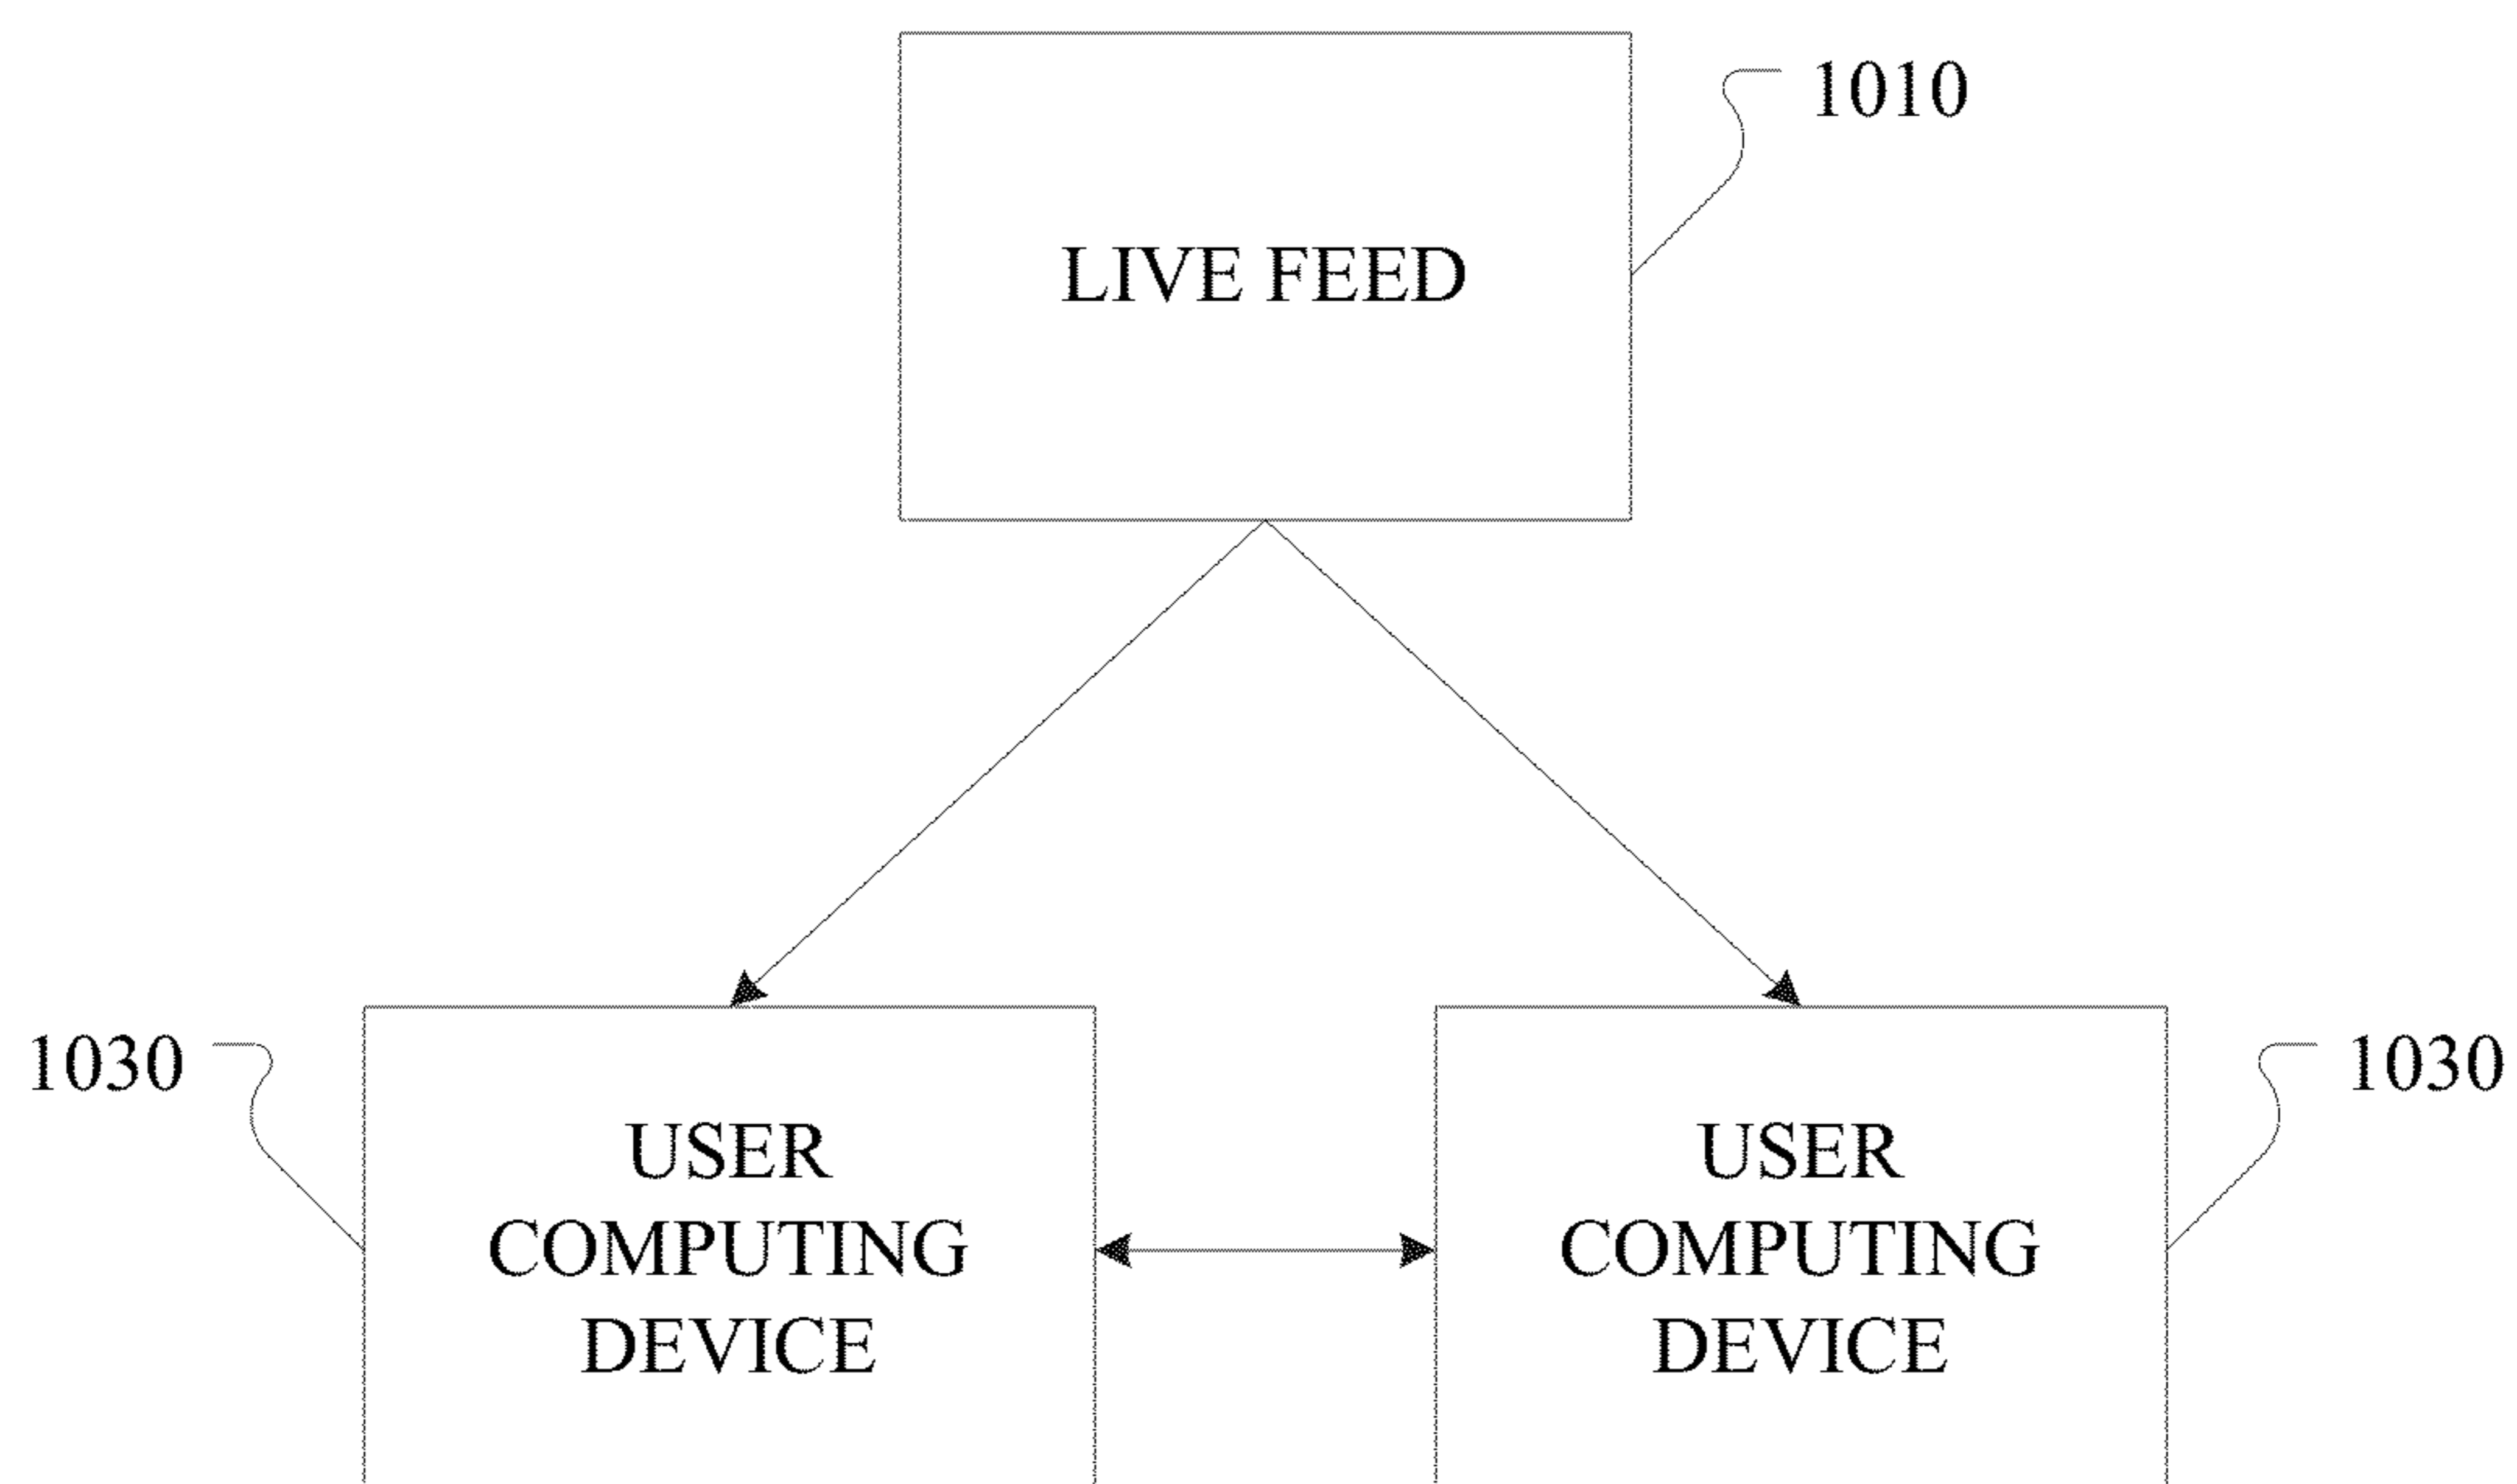 1010
LIVE FEED
1030
1030
USER
COMPUTING
DEVICE
USER
COMPUTING
DEVICE